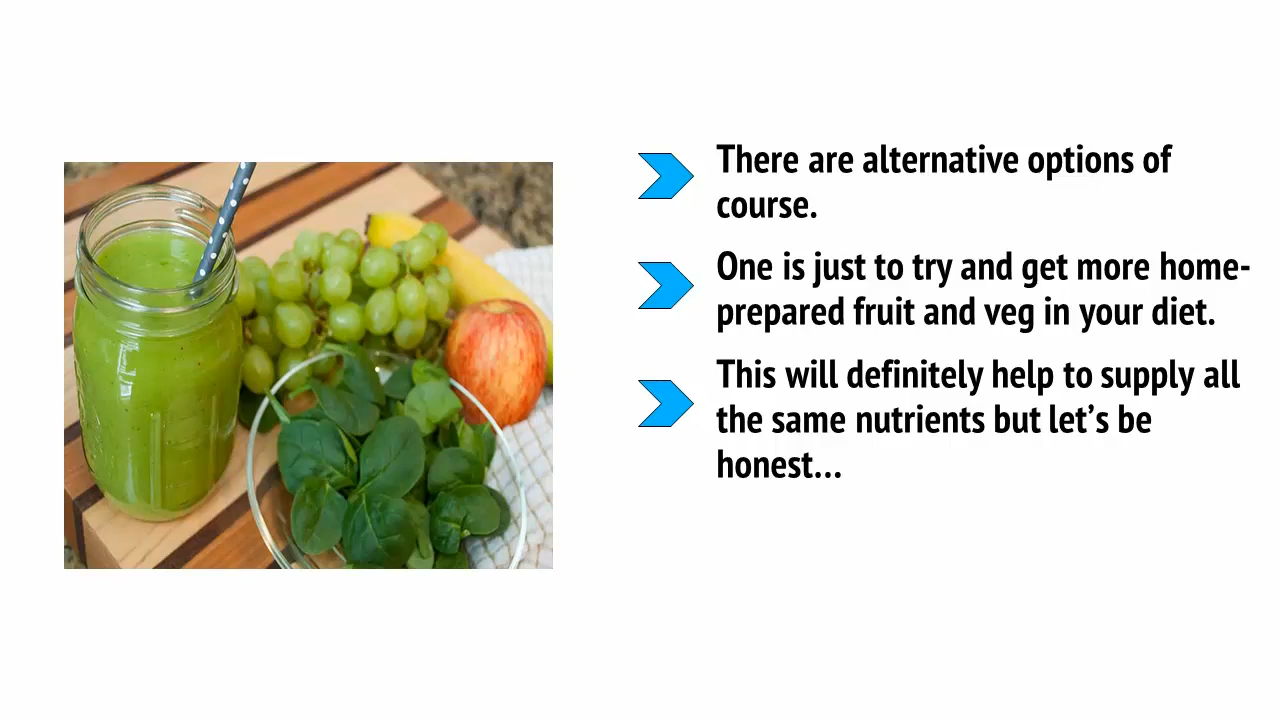 There are alternative options of
course.
One is just to try and get more home-
prepared fruit and veg in your diet.
This will definitely help to supply all
the same nutrients but let’s be
honest…